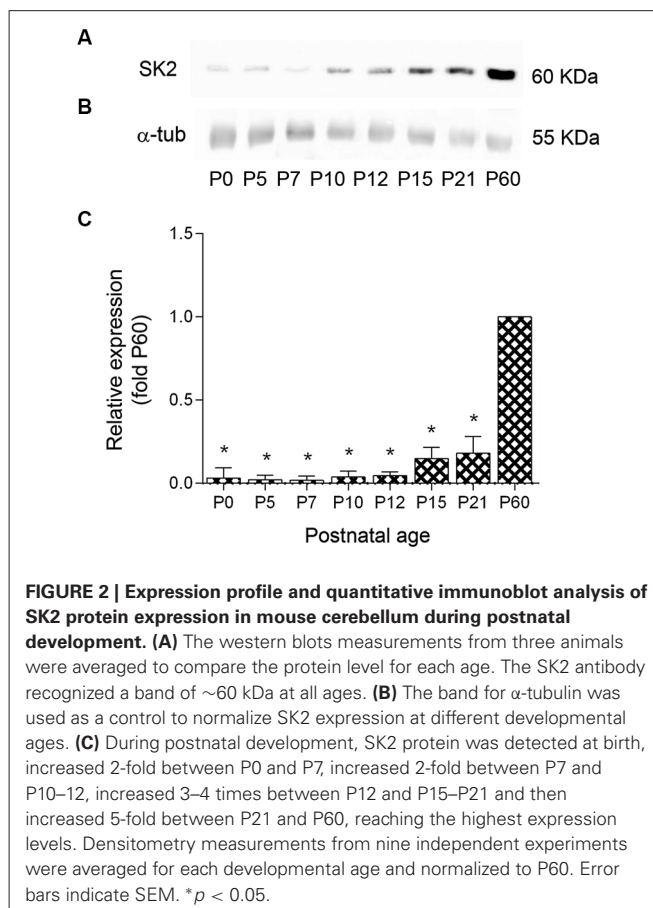 A
SK2
60 KDa
B
α-tub
55 KDa
P0 P5 P7 P10 P12 P15 P21 P60
C
Relative expression
(fold P60)
1.5
1.0
0.5
0.0
* * * * * * *
P0 P5 P7 P10 P12 P15 P21 P60
Postnatal age
FIGURE 2 | Expression profile and quantitative immunoblot analysis of
SK2 protein expression in mouse cerebellum during postnatal
development. (A) The western blots measurements from three animals
were averaged to compare the protein level for each age. The SK2 antibody
recognized a band of ∼60 kDa at all ages. (B) The band for α-tubulin was
used as a control to normalize SK2 expression at different developmental
ages. (C) During postnatal development, SK2 protein was detected at birth,
increased 2-fold between P0 and P7, increased 2-fold between P7 and
P10–12, increased 3–4 times between P12 and P15–P21 and then
increased 5-fold between P21 and P60, reaching the highest expression
levels. Densitometry measurements from nine independent experiments
were averaged for each developmental age and normalized to P60. Error
bars indicate SEM. *p < 0.05.